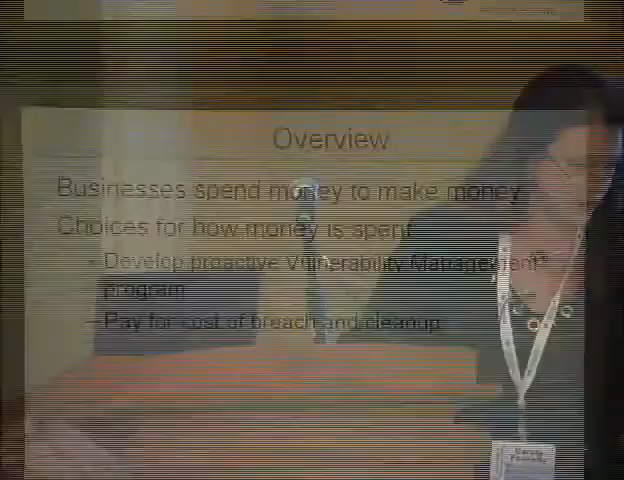 Overview
Businesses spend money to make money
Choices for how money is spent
– Develop proactive Vulnerability Management
program
– Pay for cost of breach and cleanup